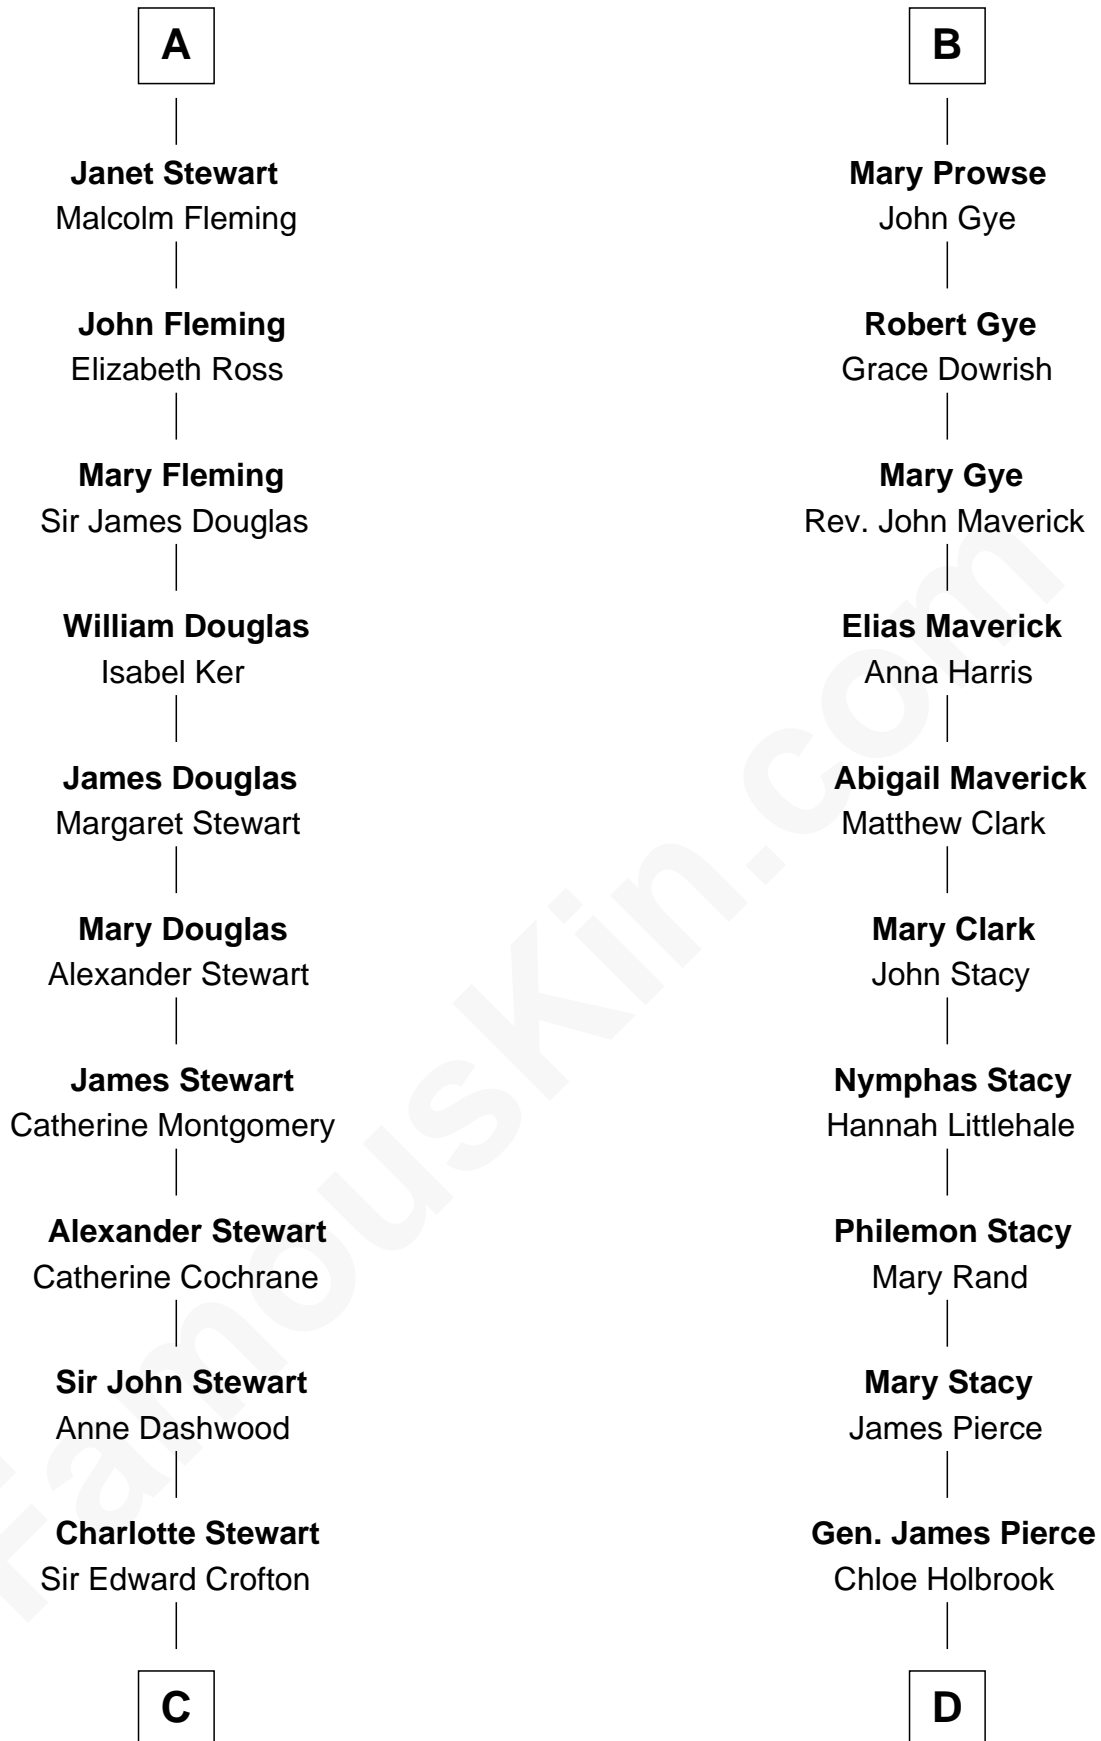 A
Janet Stewart
Malcolm Fleming
John Fleming
Elizabeth Ross
Mary Fleming
Sir James Douglas
William Douglas
Isabel Ker
James Douglas
Margaret Stewart
Mary Douglas
Alexander Stewart
James Stewart
Catherine Montgomery
Alexander Stewart
Catherine Cochrane
Sir John Stewart
Anne Dashwood
Charlotte Stewart
Sir Edward Crofton
C
B
Mary Prowse
John Gye
Robert Gye
Grace Dowrish
Mary Gye
Rev. John Maverick
Elias Maverick
Anna Harris
Abigail Maverick
Matthew Clark
Mary Clark
John Stacy
Nymphas Stacy
Hannah Littlehale
Philemon Stacy
Mary Rand
Mary Stacy
James Pierce
Gen. James Pierce
Chloe Holbrook
D
FamousKin.com